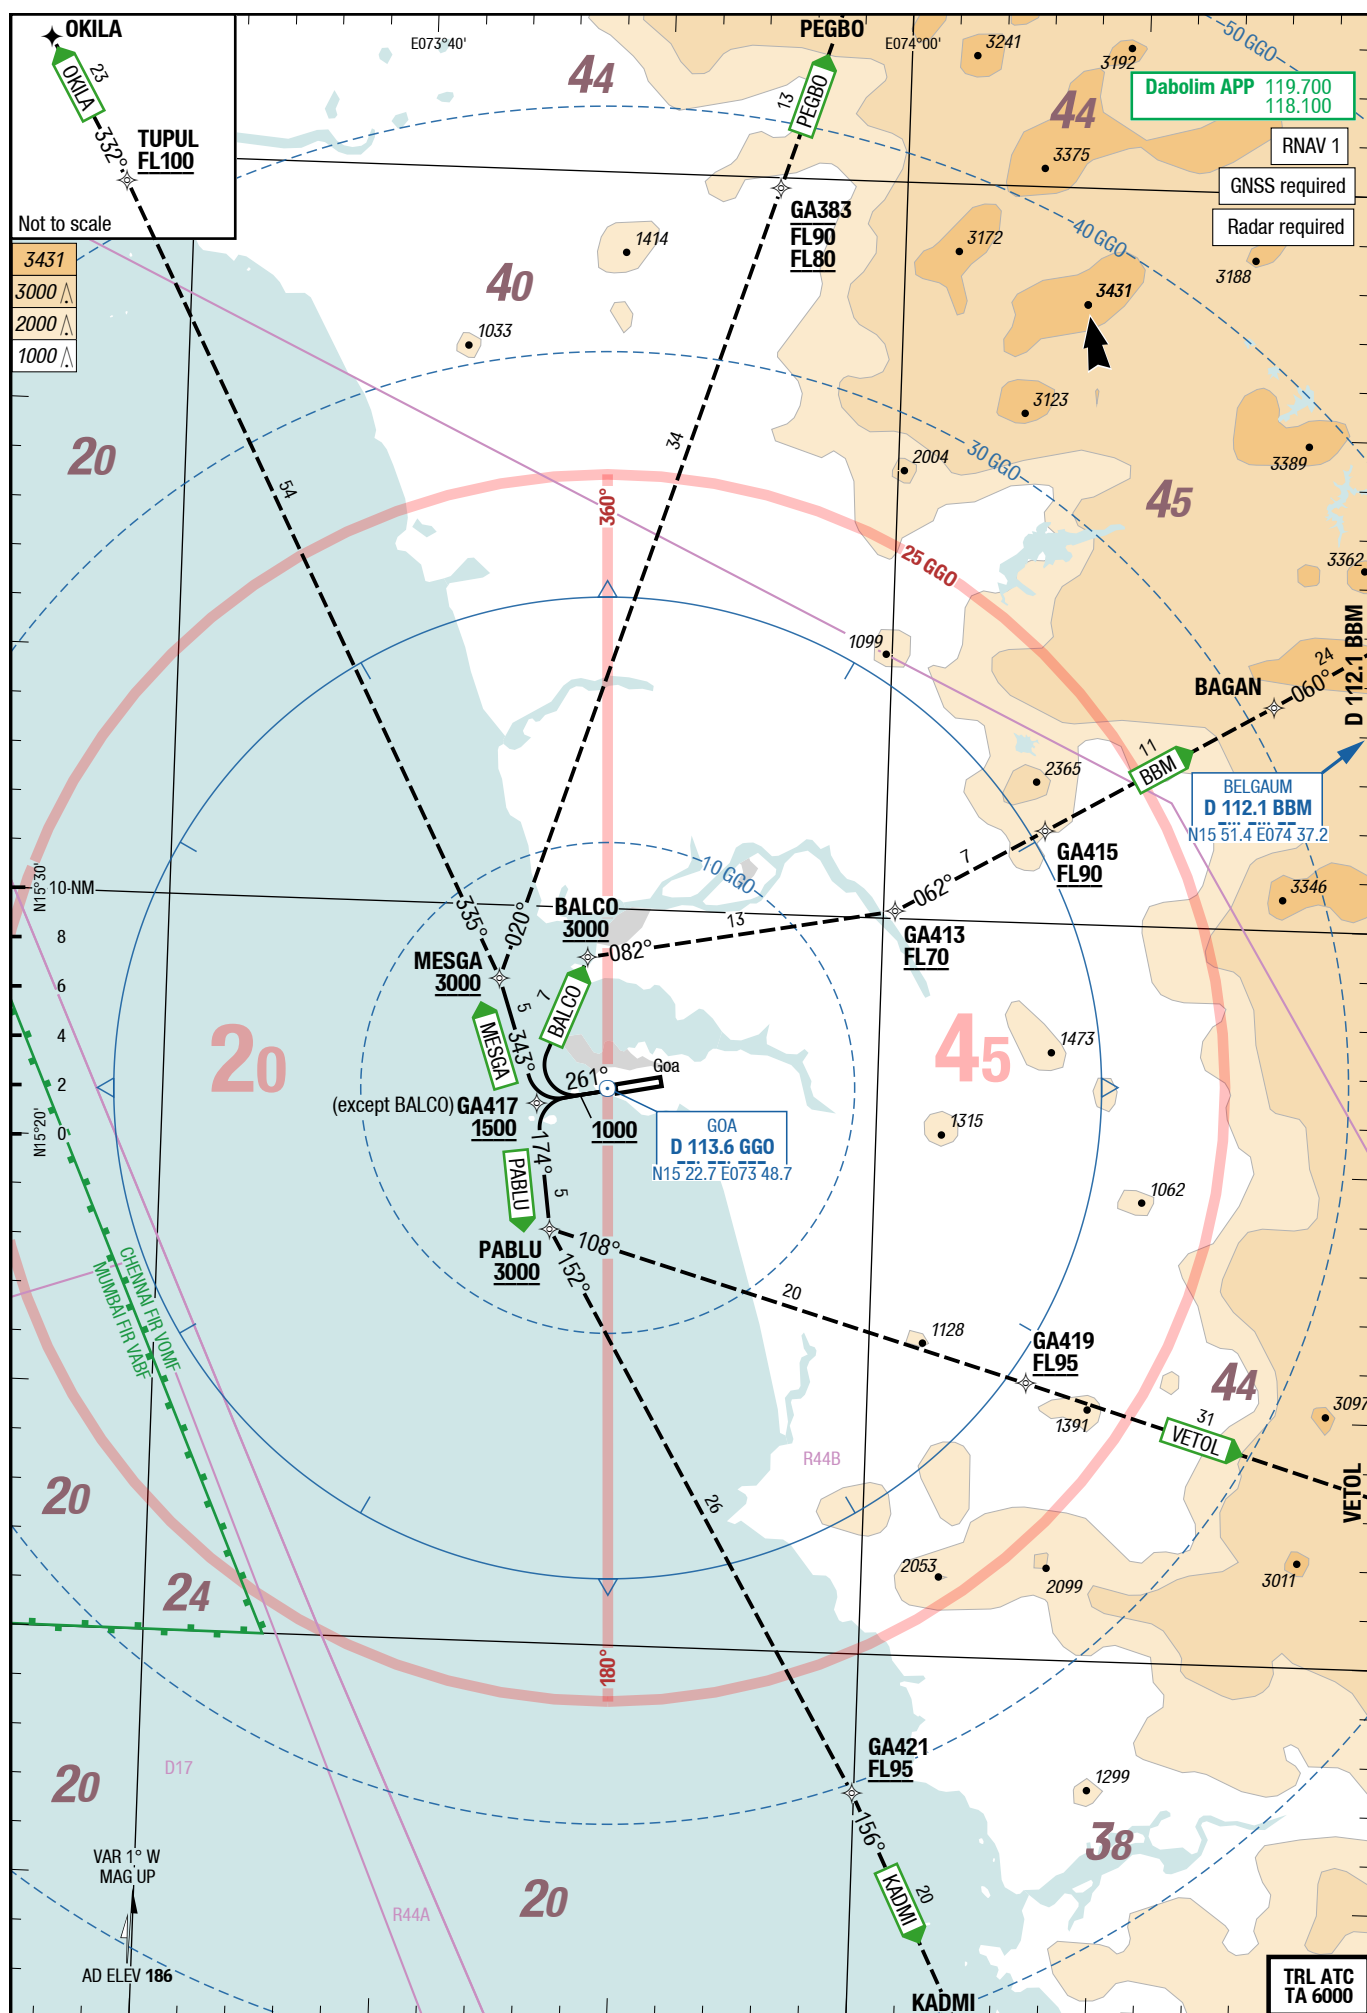 OKILA
23
OKILA
332°
TUPUL
FL100
Not to scale
E073°40'
44
PEGBO
13
PEGBO
E074°00'
3241
3192
50 GGO
Dabolim APP 119.700
118.100
44
RNAV 1
GNSS required
Radar required
3375
3431
3000
2000
1000
1414
40
1033
GA383
FL90
FL80
3172
40 GGO
3188
3431
3123
20
54
34
2004
30 GGO
3389
45
360°
25 GGO
3362
1099
D 112.1 BBM
24
060°
BAGAN
11
BBM
BELGAUM
D 112.1 BBM
N15 51.4 E074 37.2
2365
10 GGO
7
GA415
FL90
062°
3346
N15°30'
10 NM
8
6
4
2
0
N15°20'
335°
020°
BALCO
3000
082°
13
GA413
FL70
MESGA
3000
5
7
BALCO
MESGA
343°
20
45
1473
261°
Goa
(except BALCO) GA417
1500
1000
GOA
D 113.6 GGO
N15 22.7 E073 48.7
1315
174°
PABLU
5
1062
PABLU
3000
108°
152°
20
CHENNAI FIR VOMF
MUMBAI FIR VABF
1128
GA419
FL95
44
1391
31
VETOL
3097
VETOL
R44B
20
26
24
2053
2099
3011
180°
D17
20
GA421
FL95
1299
38
156°
KADMI
20
VAR 1° W
MAG UP
R44A
20
AD ELEV 186
KADMI
TRL ATC
TA 6000